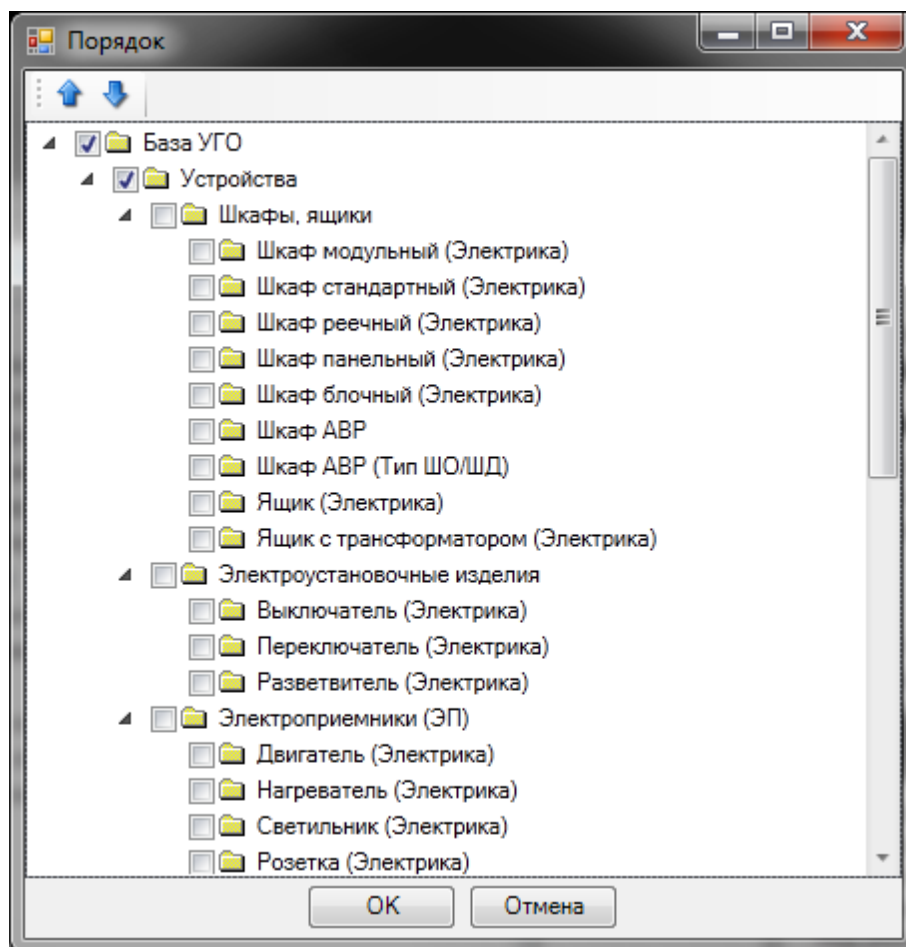 Порядок
База УГО
Устройства
Шкафы, ящики
Шкаф модульный (Электрика)
Шкаф стандартный (Электрика)
Шкаф реечный (Электрика)
Шкаф панельный (Электрика)
Шкаф блочный (Электрика)
Шкаф АВР
Шкаф АВР (Тип ШО/ШД)
Ящик (Электрика)
Ящик с трансформатором (Электрика)
Электроустановочные изделия
Выключатель (Электрика)
Переключатель (Электрика)
Разветвитель (Электрика)
Электроприемники (ЭП)
Двигатель (Электрика)
Нагреватель (Электрика)
Светильник (Электрика)
Розетка (Электрика)
OK Отмена